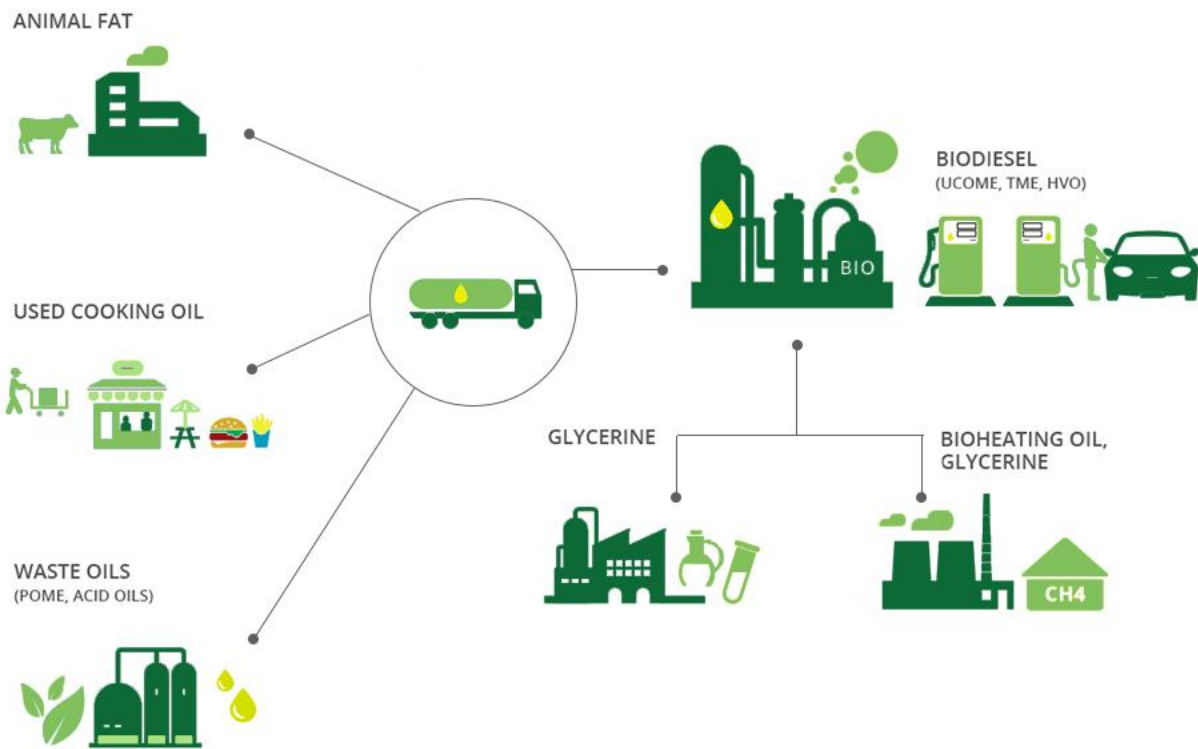 ANIMAL FAT
USED COOKING OIL
WASTE OILS
(POME, ACID OILS)
BIO
BIODIESEL
(UCOME, TME, HVO)
GLYCERINE
BIOHEATING OIL,
GLYCERINE
CH4